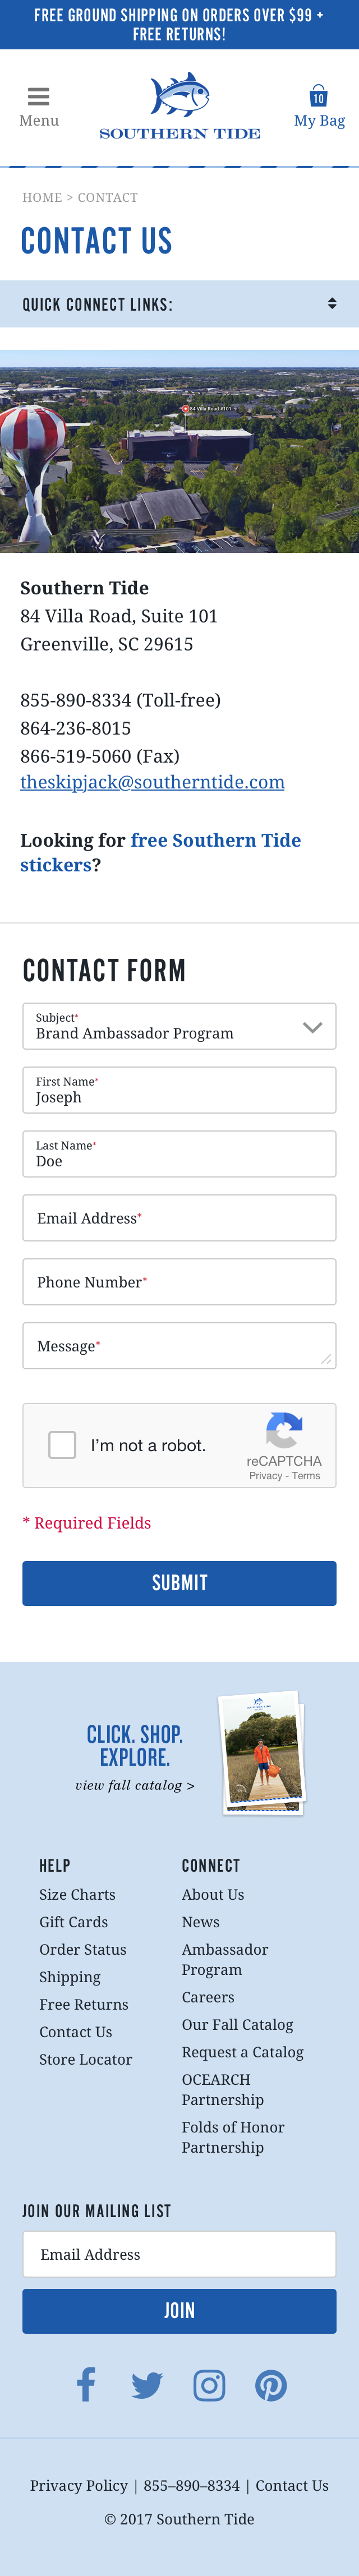 FREE GROUND SHIPPING ON ORDERS OVER $99 +
FREE RETURNS!
Menu
SOUTHERN TIDE
10
My Bag
HOME > CONTACT
CONTACT US
QUICK CONNECT LINKS:
84 Villa Road #101
Southern Tide
84 Villa Road, Suite 101
Greenville, SC 29615
855-890-8334 (Toll-free)
864-236-8015
866-519-5060 (Fax)
theskipjack@southerntide.com
Looking for free Southern Tide
stickers?
CONTACT FORM
Subject*
Brand Ambassador Program
First Name*
Joseph
Last Name*
Doe
Email Address*
Phone Number*
Message*
I'm not a robot.
reCAPTCHA
Privacy - Terms
* Required Fields
SUBMIT
CLICK. SHOP.
EXPLORE.
view fall catalog >
HELP
Size Charts
Gift Cards
Order Status
Shipping
Free Returns
Contact Us
Store Locator
CONNECT
About Us
News
Ambassador
Program
Careers
Our Fall Catalog
Request a Catalog
OCEARCH
Partnership
Folds of Honor
Partnership
JOIN OUR MAILING LIST
Email Address
JOIN
Privacy Policy | 855–890–8334 | Contact Us
© 2017 Southern Tide